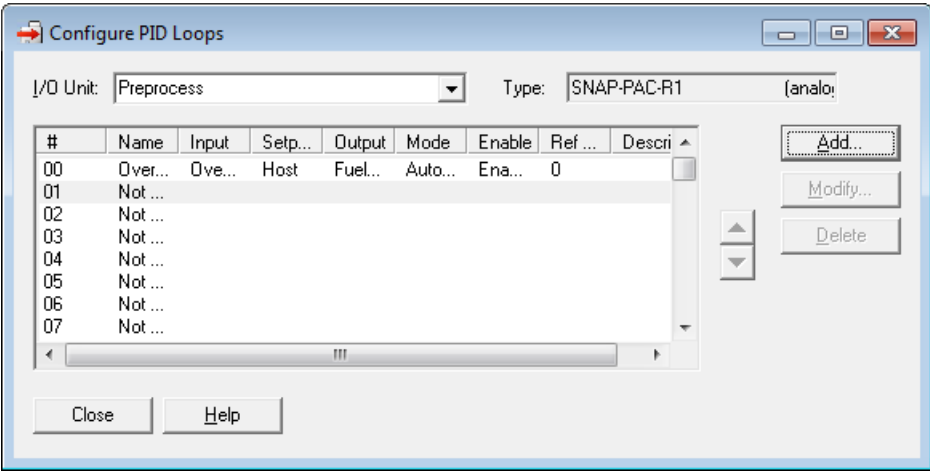 Configure PID Loops
I/O Unit: Preprocess Type: SNAP-PAC-R1 (analo
# Name Input Setp... Output Mode Enable Ref ... Descri
00 Over... Ove... Host Fuel... Auto... Ena... 0
01 Not ...
02 Not ...
03 Not ...
04 Not ...
05 Not ...
06 Not ...
07 Not ...
Add...
Modify...
Delete
Close Help